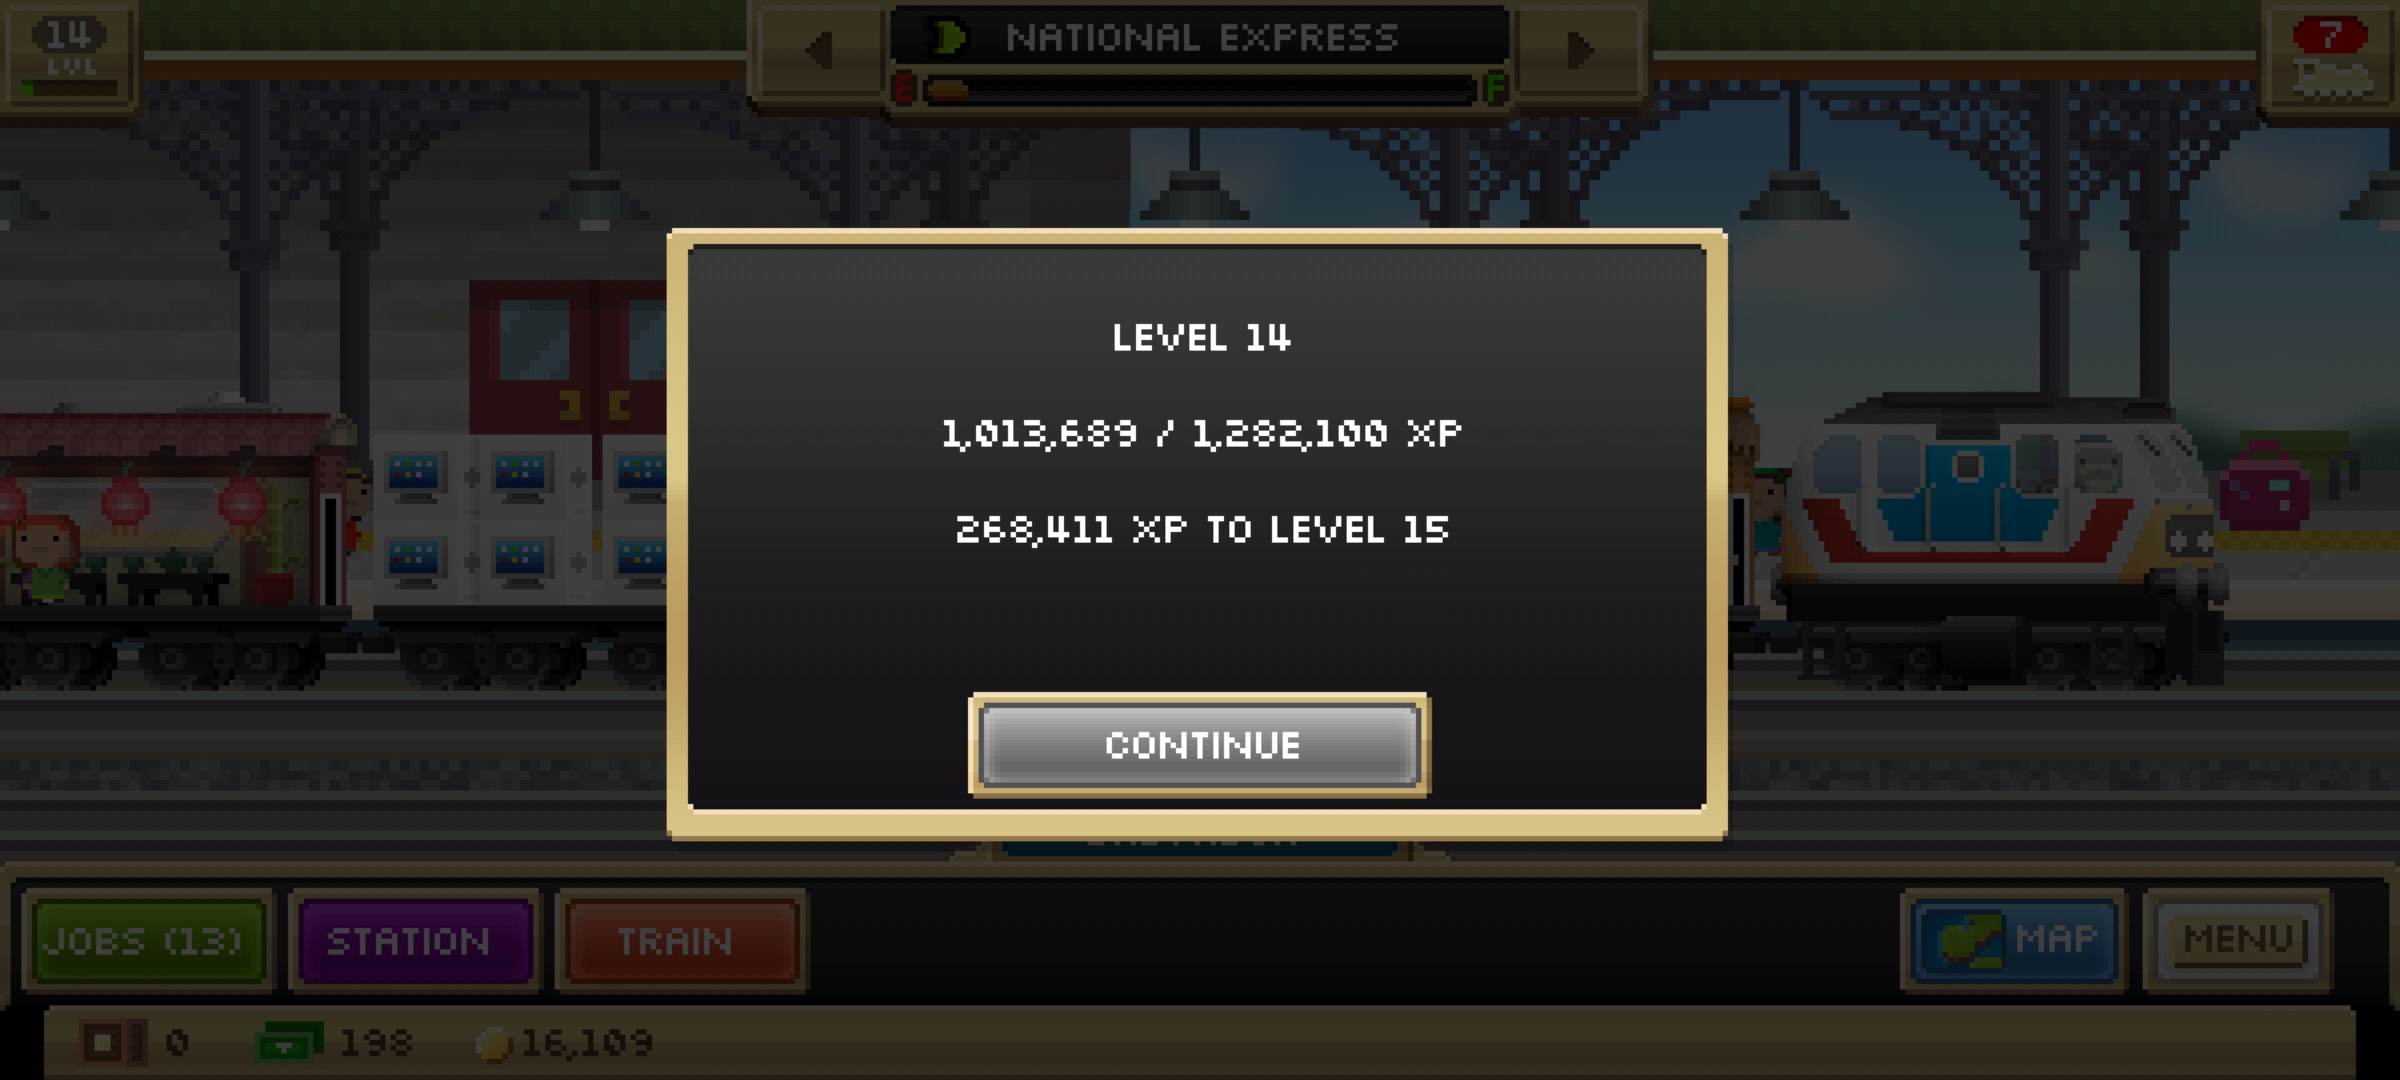 14
LVL
NATIONAL EXPRESS
E F
7
LEVEL 14
1,013,689 / 1,282,100 XP
268,411 XP TO LEVEL 15
CONTINUE
JOBS (13) STATION TRAIN MAP MENU
0 198 16,109